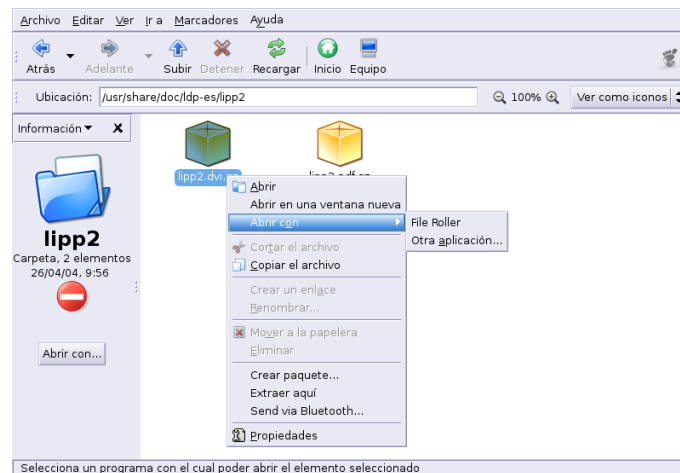 Archivo Editar Ver Ir a Marcadores Ayuda
Atrás Adelante Subir Detener Recargar Inicio Equipo
Ubicación: /usr/share/doc/ldp-es/lipp2 100% Ver como iconos
Información X
lipp2
Carpeta, 2 elementos
26/04/04, 9:56
Abrir con...
lipp2.dvi.gz lipp2.pdf.gz
Abrir
Abrir en una ventana nueva
Abrir con
File Roller
Otra aplicación...
Cortar el archivo
Copiar el archivo
Crear un enlace
Renombrar...
Mover a la papelera
Eliminar
Crear paquete...
Extraer aquí
Send via Bluetooth...
Propiedades
Selecciona un programa con el cual poder abrir el elemento seleccionado